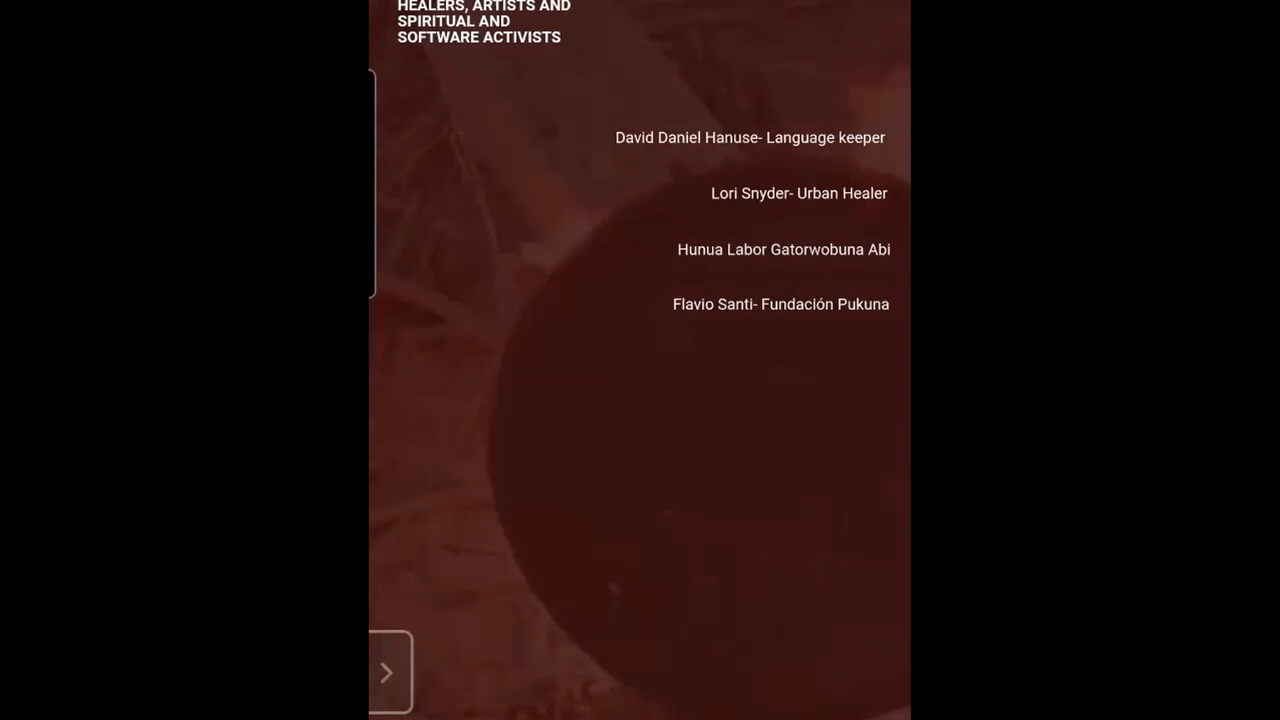 HEALERS, ARTISTS AND
SPIRITUAL AND
SOFTWARE ACTIVISTS
David Daniel Hanuse- Language keeper
Lori Snyder- Urban Healer
Hunua Labor Gatorwobuna Abi
Flavio Santi- Fundación Pukuna